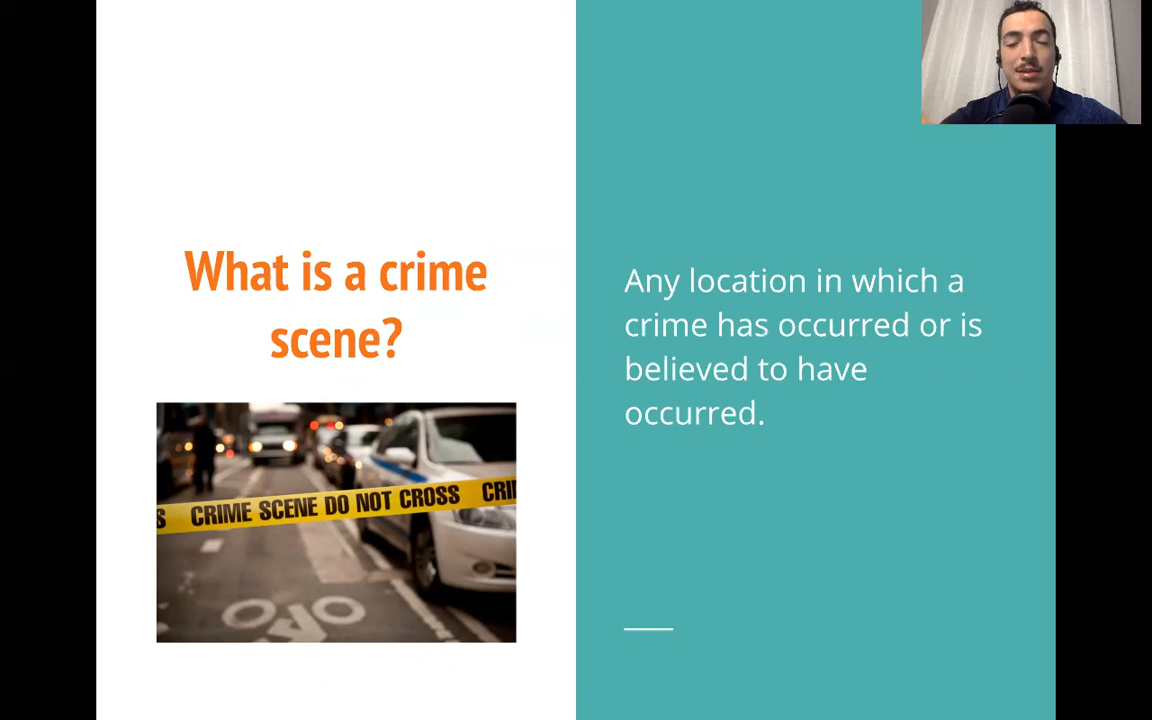 What is a crime
scene?
Any location in which a
crime has occurred or is
believed to have
occurred.
S CRIME SCENE DO NOT CROSS CRI